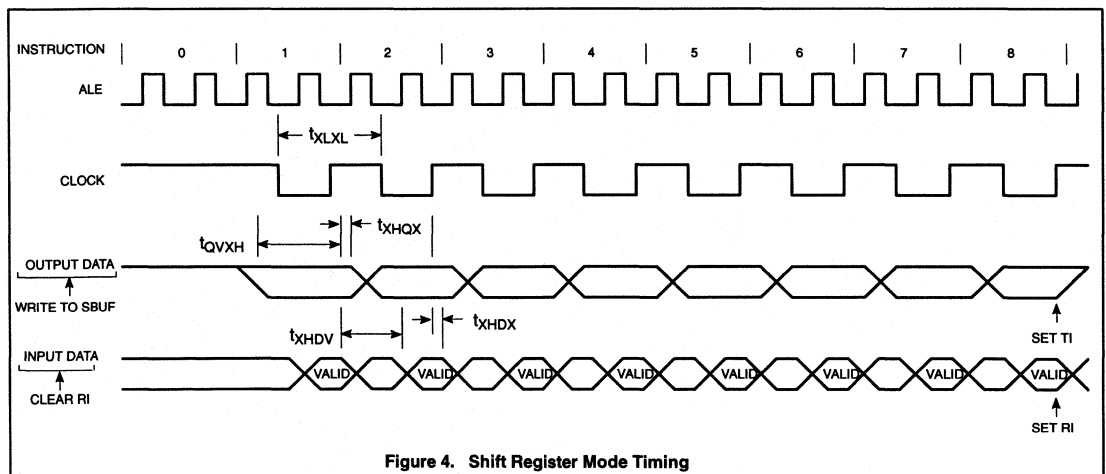 INSTRUCTION 0 1 2 3 4 5 6 7 8
ALE
tXLXL
CLOCK
tXHQX
tQVXH
OUTPUT DATA
WRITE TO SBUF
tXHDX
tXHDV
SET TI
INPUT DATA
VALID VALID VALID VALID VALID VALID VALID VALID
CLEAR RI
SET RI
Figure 4. Shift Register Mode Timing